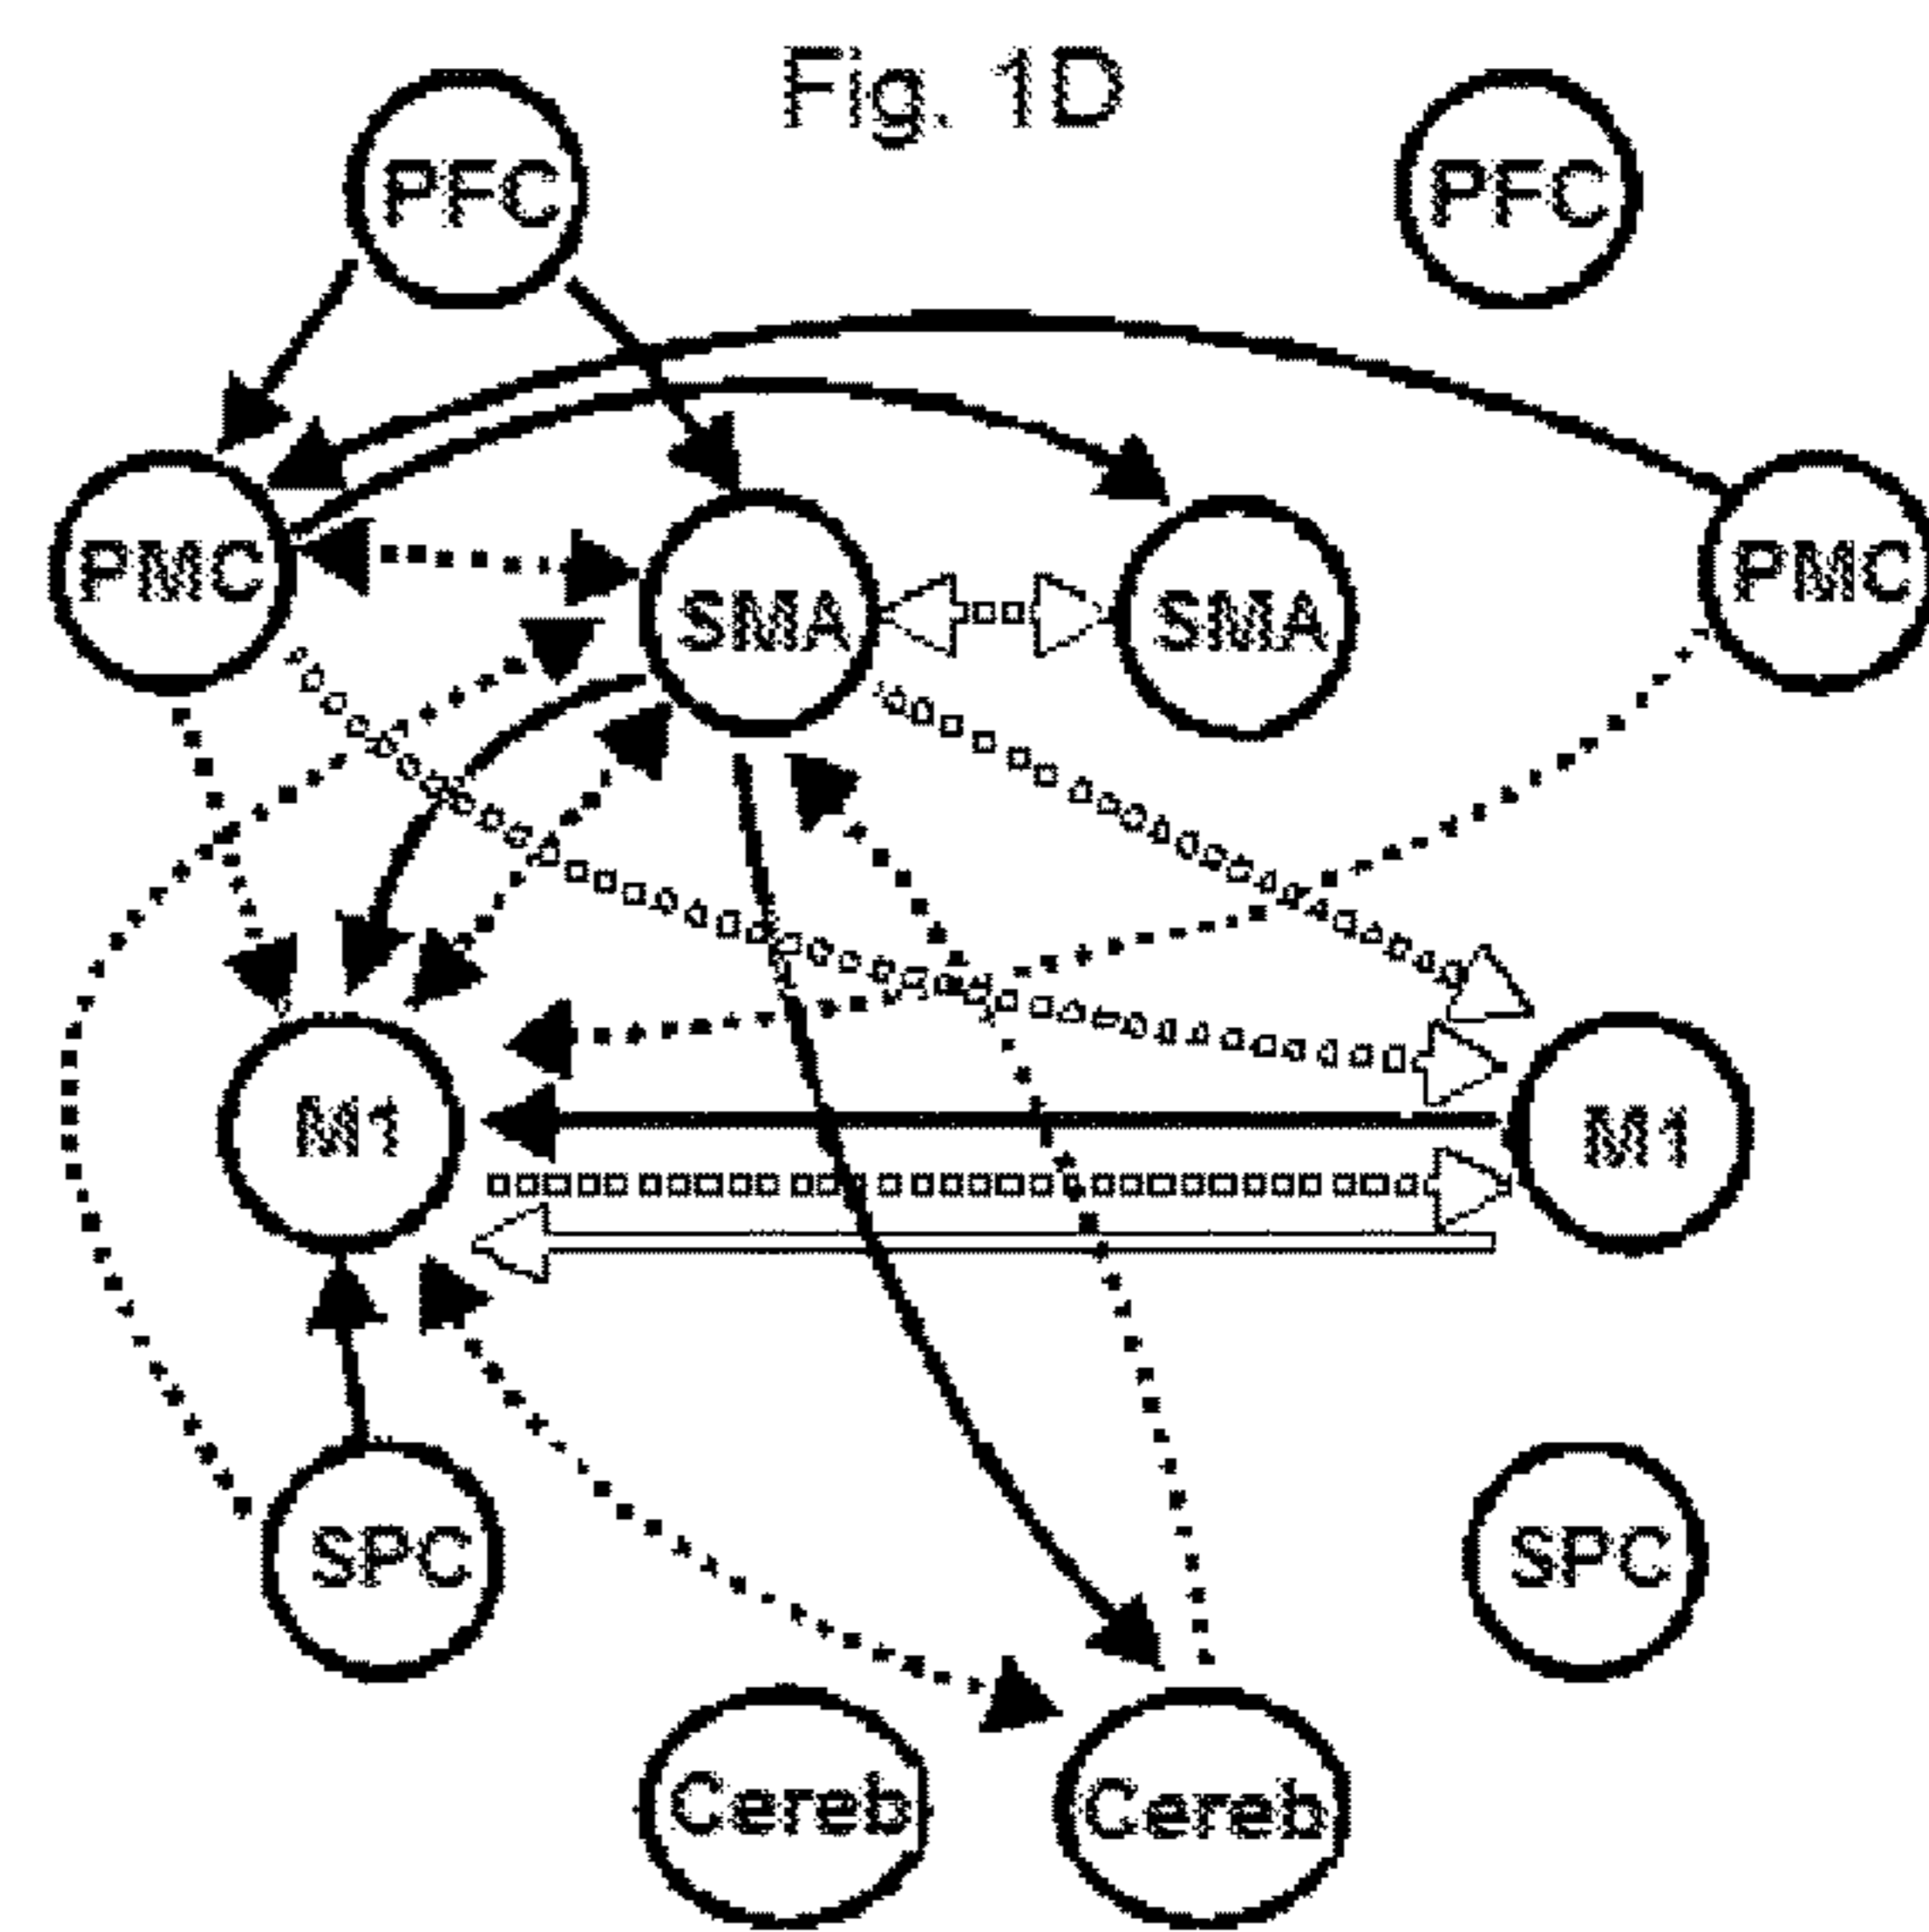 Fig. 1D
PFC
PFC
PMC
SMA
SMA
PMC
M1
M1
SPC
SPC
Cereb
Cereb